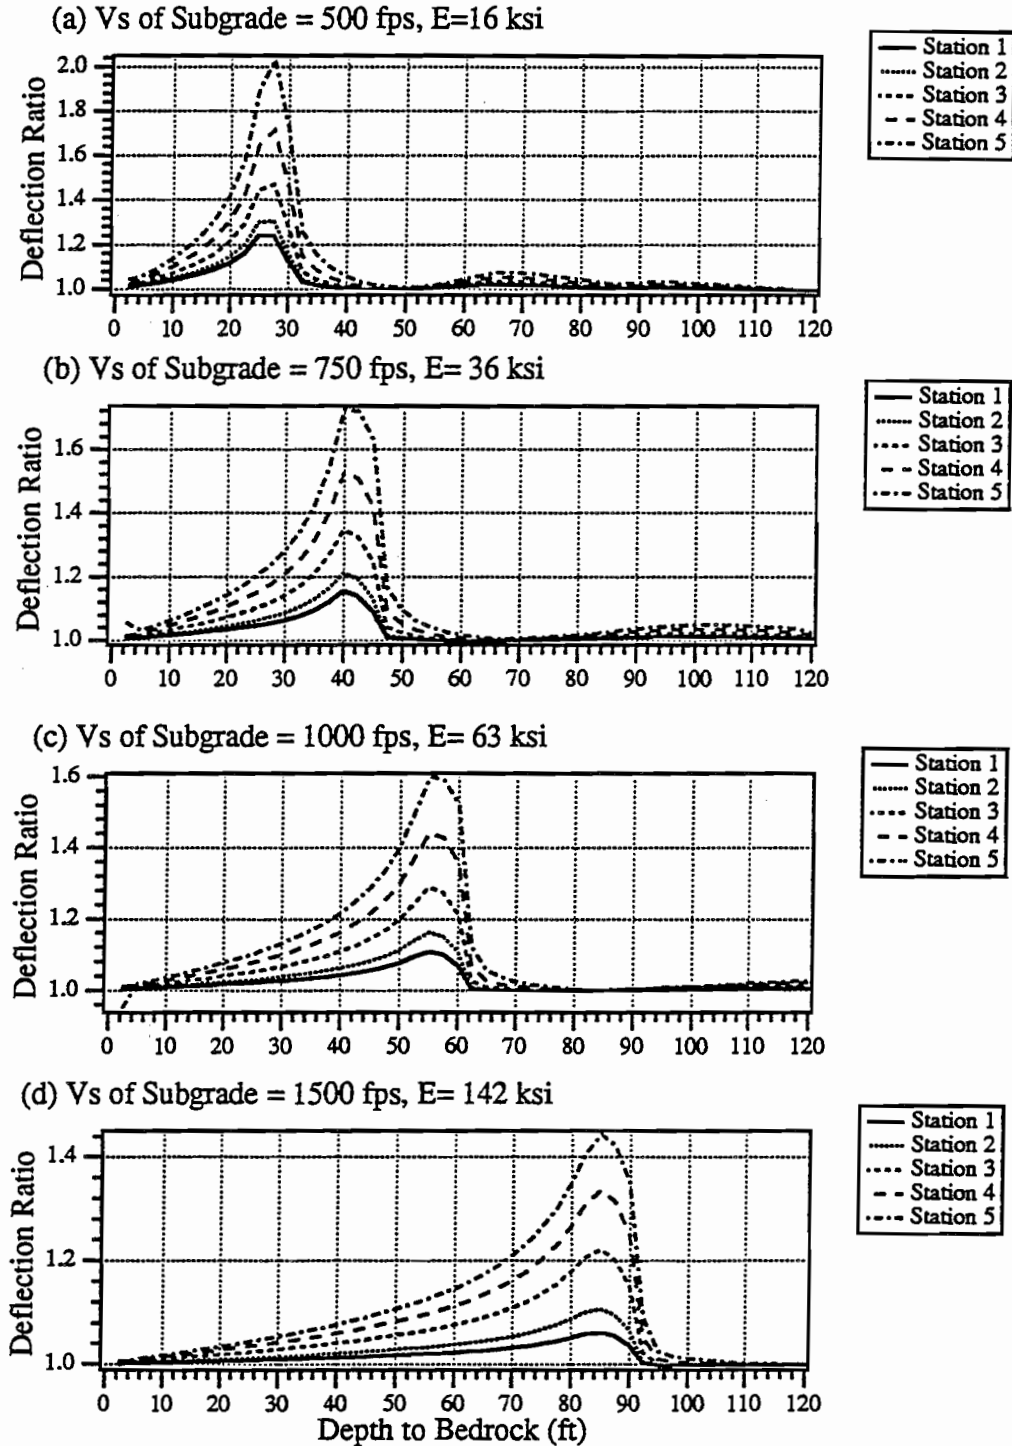 (a) Vs of Subgrade = 500 fps, E=16 ksi
Deflection Ratio
2.0
1.8
1.6
1.4
1.2
1.0
0 10 20 30 40 50 60 70 80 90 100 110 120
Station 1
Station 2
Station 3
Station 4
Station 5
(b) Vs of Subgrade = 750 fps, E= 36 ksi
Deflection Ratio
1.6
1.4
1.2
1.0
0 10 20 30 40 50 60 70 80 90 100 110 120
Station 1
Station 2
Station 3
Station 4
Station 5
(c) Vs of Subgrade = 1000 fps, E= 63 ksi
Deflection Ratio
1.6
1.4
1.2
1.0
0 10 20 30 40 50 60 70 80 90 100 110 120
Station 1
Station 2
Station 3
Station 4
Station 5
(d) Vs of Subgrade = 1500 fps, E= 142 ksi
Deflection Ratio
1.4
1.2
1.0
0 10 20 30 40 50 60 70 80 90 100 110 120
Depth to Bedrock (ft)
Station 1
Station 2
Station 3
Station 4
Station 5